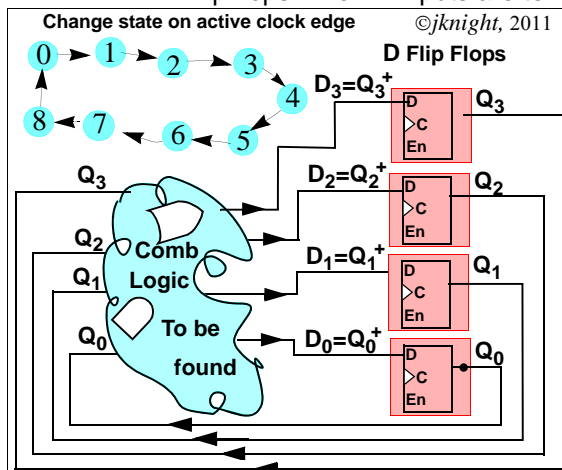 Change state on active clock edge
©jknight, 2011
D Flip Flops
0 1 2 3 4 5 6 7 8
D3=Q3+
D C En
Q3
Q3
D2=Q2+
D C En
Q2
Q2
Comb
Logic
Q1
D1=Q1+
D C En
Q1
To be
found
Q0
D0=Q0+
D C En
Q0